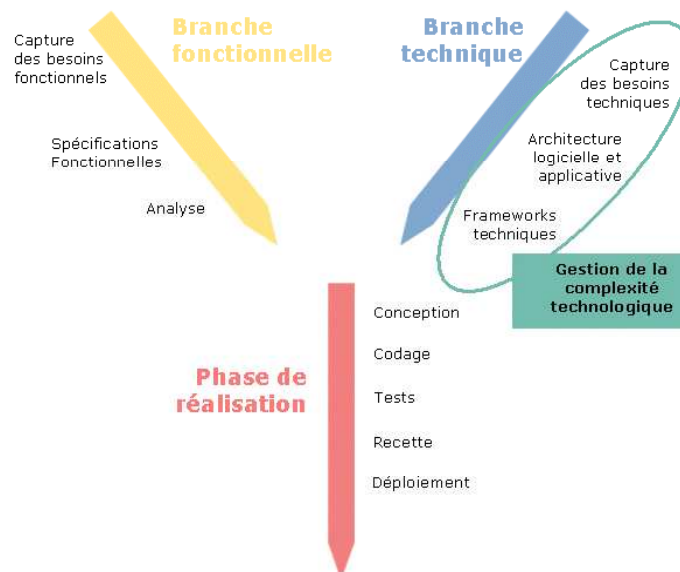 Capture
des besoins
fonctionnels
Branche
fonctionnelle
Spécifications
Fonctionnelles
Analyse
Branche
technique
Capture
des besoins
techniques
Architecture
logicielle et
applicative
Frameworks
techniques
Gestion de la
complexité
technologique
Phase de
réalisation
Conception
Codage
Tests
Recette
Déploiement